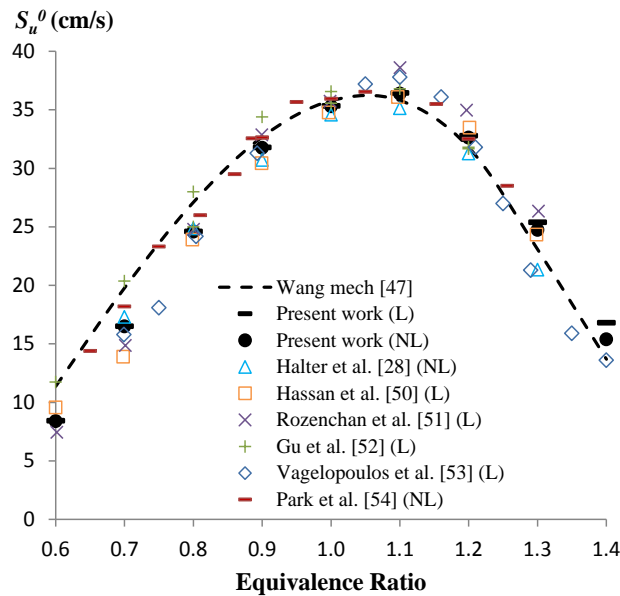 Sᵤ⁰ (cm/s)
40
35
30
25
20
15
10
5
0
Wang mech [47]
Present work (L)
Present work (NL)
Halter et al. [28] (NL)
Hassan et al. [50] (L)
Rozenchan et al. [51] (L)
Gu et al. [52] (L)
Vagelopoulos et al. [53] (L)
Park et al. [54] (NL)
0.6 0.7 0.8 0.9 1.0 1.1 1.2 1.3 1.4
Equivalence Ratio